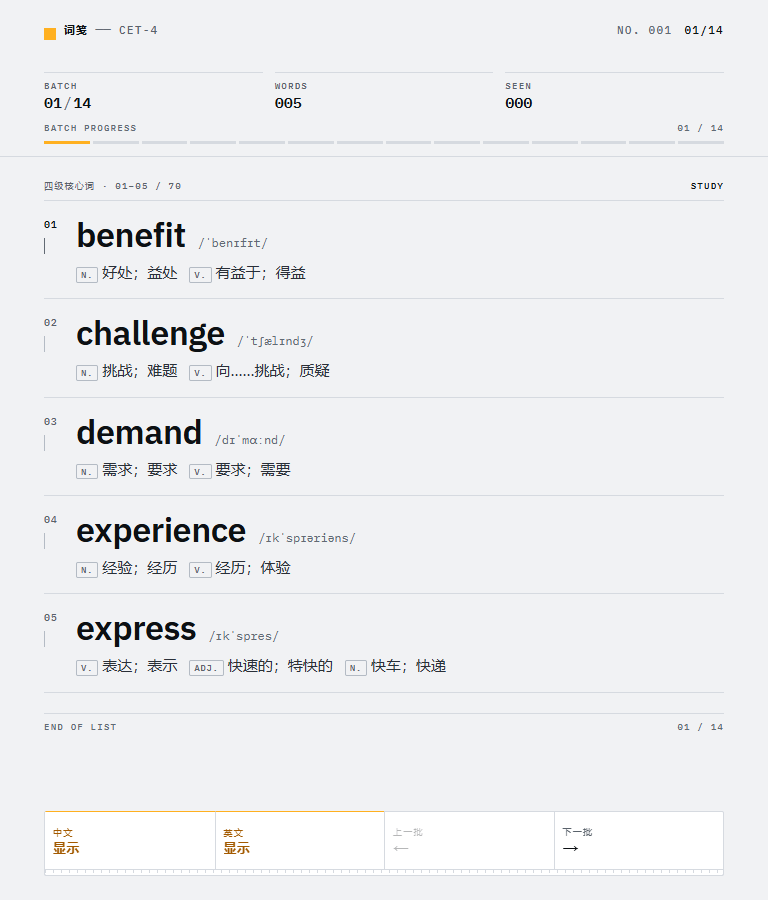 词笺 — CET-4 NO. 001 01/14
BATCH WORDS SEEN
01/14 005 000
BATCH PROGRESS 01 / 14
四级核心词 · 01–05 / 70 STUDY
01 benefit /ˈbenɪfɪt/
N. 好处；益处 V. 有益于；得益
02 challenge /ˈtʃælɪndʒ/
N. 挑战；难题 V. 向……挑战；质疑
03 demand /dɪˈmɑːnd/
N. 需求；要求 V. 要求；需要
04 experience /ɪkˈspɪəriəns/
N. 经验；经历 V. 经历；体验
05 express /ɪkˈspres/
V. 表达；表示 ADJ. 快速的；特快的 N. 快车；快递
END OF LIST 01 / 14
中文 英文 上一批 下一批
显示 显示 ← →